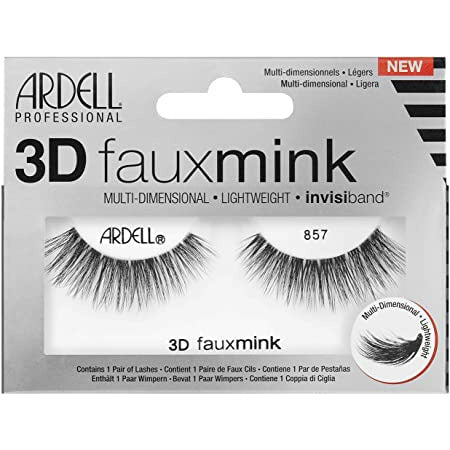 Multi-dimensionnels • Légers
NEW
Multi-dimensional • Ligera
ARDELL
PROFESSIONAL
3D fauxmink
MULTI-DIMENSIONAL • LIGHTWEIGHT • invisiband®
ARDELL®
857
Multi-Dimensional • Lightweight
3D fauxmink
Contains 1 Pair of Lashes • Contient 1 Paire de Faux Cils • Contiene 1 Par de Pestañas
Enthält 1 Paar Wimpern • Bevat 1 Paar Wimpers • Contiene 1 Coppia di Ciglia